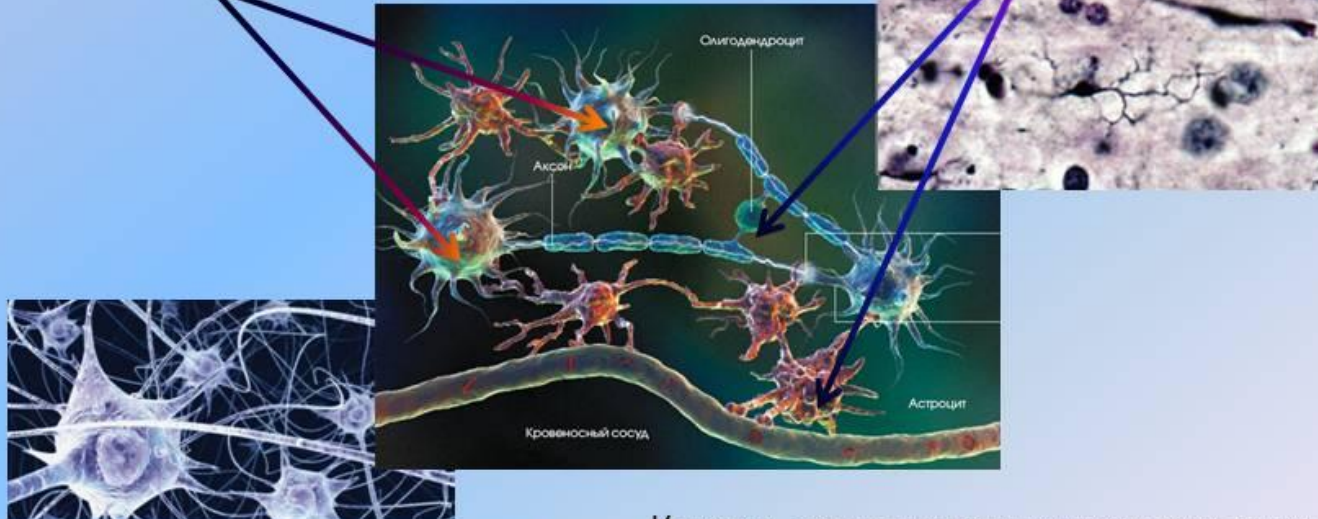 Олигодендроцит
Аксон
Астроцит
Кровеносный сосуд